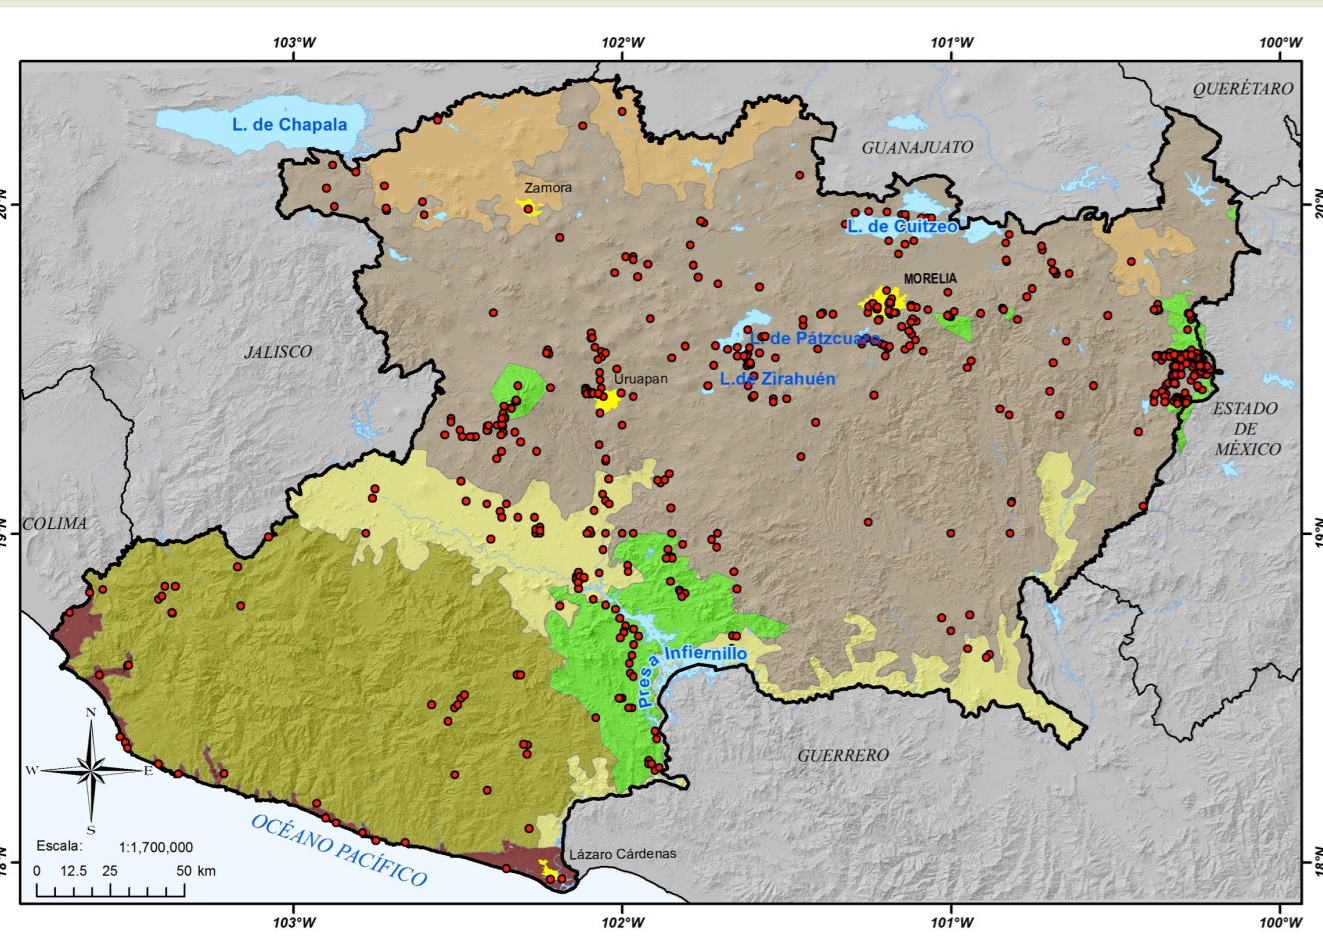 103°W 102°W 101°W 100°W
QUERÉTARO
L. de Chapala
GUANAJUATO
Zamora
20°N 20°N
L. de Cuitzeo
MORELIA
L. de Pátzcuaro
JALISCO
Uruapan
L.de Zirahuén
ESTADO
DE
MÉXICO
COLIMA
19°N 19°N
Presa Infiernillo
N
W E
S
GUERRERO
OCÉANO PACÍFICO
Escala: 1:1,700,000
Lázaro Cárdenas
18°N 18°N
0 12.5 25 50 km
103°W 102°W 101°W 100°W